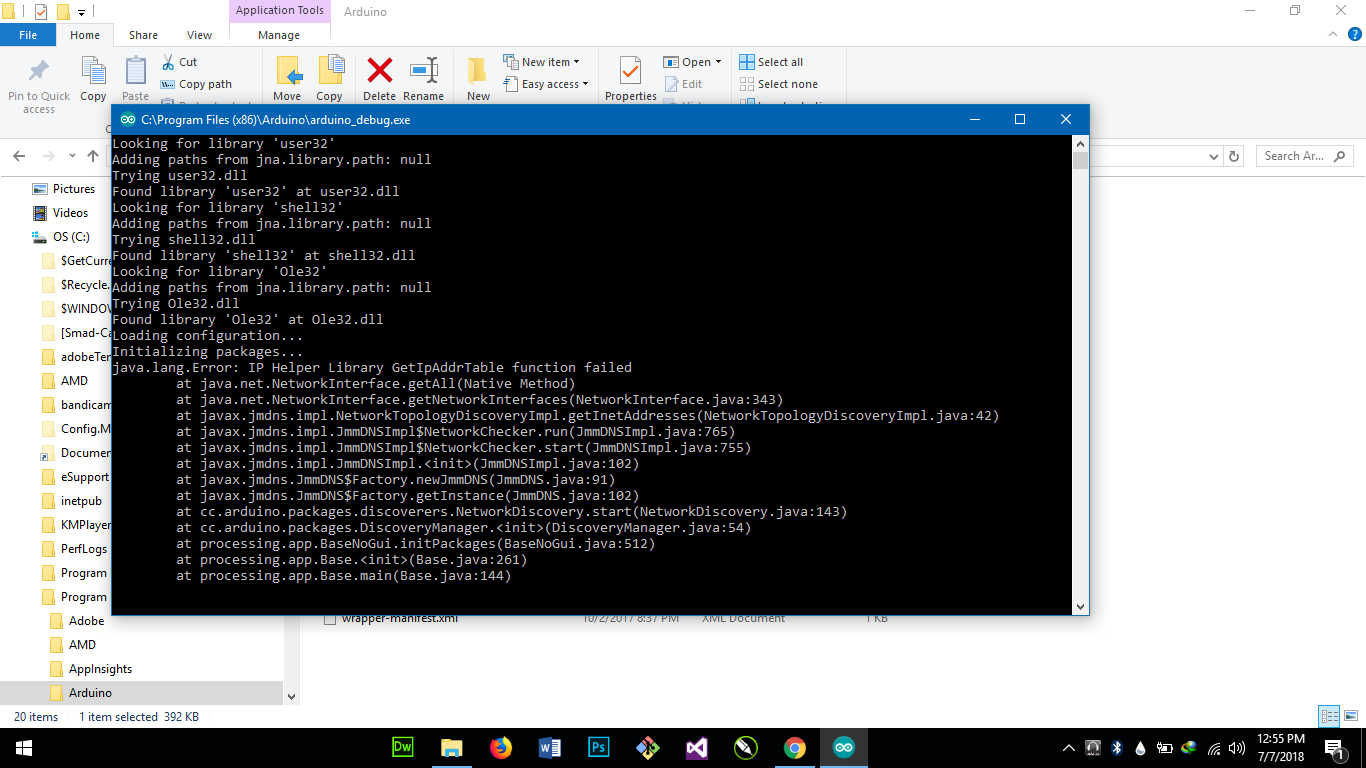 Application Tools
Arduino
File
Home
Share
View
Manage
Pin to Quick access
Copy
Paste
Cut
Copy path
Move
Copy
Delete
Rename
New
New item
Easy access
Properties
Open
Edit
Select all
Select none
Search Ar...
C:\Program Files (x86)\Arduino\arduino_debug.exe
Looking for library 'user32'
Adding paths from jna.library.path: null
Trying user32.dll
Found library 'user32' at user32.dll
Looking for library 'shell32'
Adding paths from jna.library.path: null
Trying shell32.dll
Found library 'shell32' at shell32.dll
Looking for library 'Ole32'
Adding paths from jna.library.path: null
Trying Ole32.dll
Found library 'Ole32' at Ole32.dll
Loading configuration...
Initializing packages...
java.lang.Error: IP Helper Library GetIpAddrTable function failed
at java.net.NetworkInterface.getAll(Native Method)
at java.net.NetworkInterface.getNetworkInterfaces(NetworkInterface.java:343)
at javax.jmdns.impl.NetworkTopologyDiscoveryImpl.getInetAddresses(NetworkTopologyDiscoveryImpl.java:42)
at javax.jmdns.impl.JmmDNSImpl$NetworkChecker.run(JmmDNSImpl.java:765)
at javax.jmdns.impl.JmmDNSImpl$NetworkChecker.start(JmmDNSImpl.java:755)
at javax.jmdns.impl.JmmDNSImpl.<init>(JmmDNSImpl.java:102)
at javax.jmdns.JmmDNS$Factory.newJmmDNS(JmmDNS.java:91)
at javax.jmdns.JmmDNS$Factory.getInstance(JmmDNS.java:102)
at cc.arduino.packages.discoverers.NetworkDiscovery.start(NetworkDiscovery.java:143)
at cc.arduino.packages.DiscoveryManager.<init>(DiscoveryManager.java:54)
at processing.app.BaseNoGui.initPackages(BaseNoGui.java:512)
at processing.app.Base.<init>(Base.java:261)
at processing.app.Base.main(Base.java:144)
Pictures
Videos
OS (C:)
$GetCurre
$Recycle.
$WINDOW
[Smad-Ca
adobeTer
AMD
bandicam
Config.M
Documen
eSupport
inetpub
KMPlayer
PerfLogs
Program
Program
Adobe
AMD
AppInsights
Arduino
wrapper-manifest.xml 10/2/2017 8:37 PM XML Document 1 KB
20 items 1 item selected 392 KB
Dw
Ps
12:55 PM
7/7/2018
1